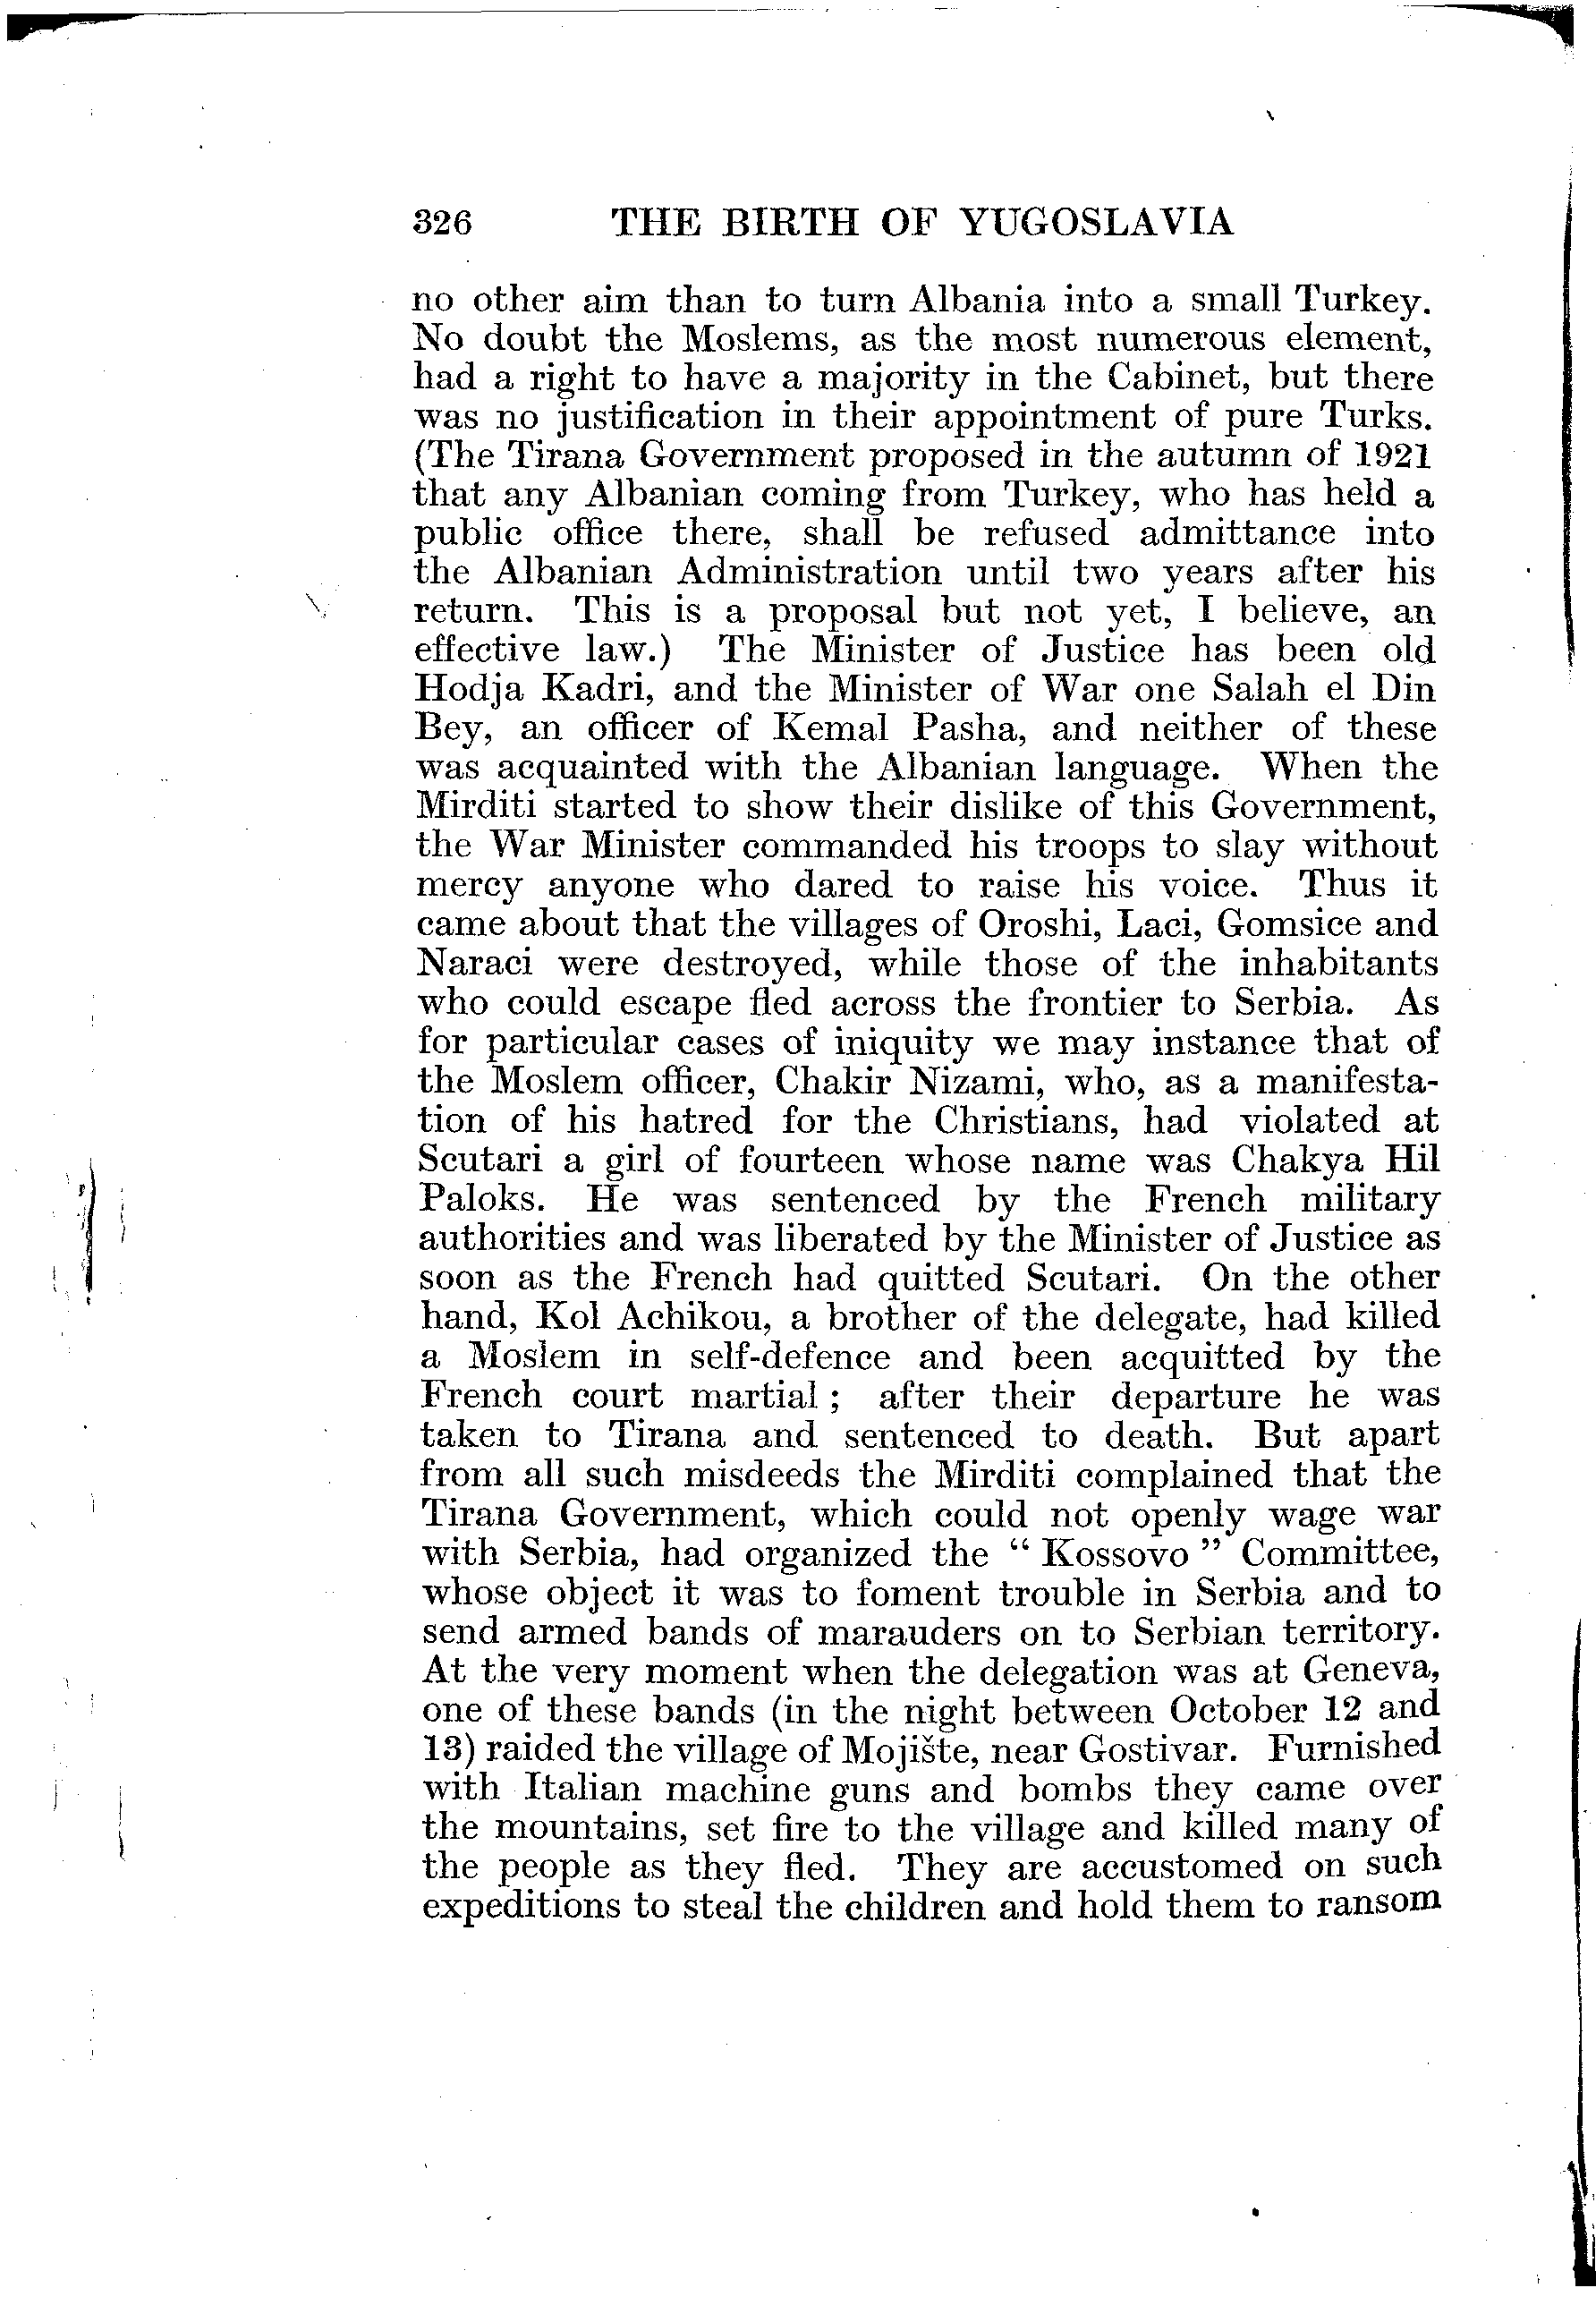 326 THE BIRTH OF YUGOSLAVIA
no other aim than to turn Albania into a small Turkey.
No doubt the Moslems, as the most numerous element,
had a right to have a majority in the Cabinet, but there
was no justification in their appointment of pure Turks.
(The Tirana Government proposed in the autumn of 1921
that any Albanian coming from Turkey, who has held a
public office there, shall be refused admittance into
the Albanian Administration until two years after his
return. This is a proposal but not yet, I believe, an
effective law.) The Minister of Justice has been old
Hodja Kadri, and the Minister of War one Salah el Din
Bey, an officer of Kemal Pasha, and neither of these
was acquainted with the Albanian language. When the
Mirditi started to show their dislike of this Government,
the War Minister commanded his troops to slay without
mercy anyone who dared to raise his voice. Thus it
came about that the villages of Oroshi, Laci, Gomsice and
Naraci were destroyed, while those of the inhabitants
who could escape fled across the frontier to Serbia. As
for particular cases of iniquity we may instance that of
the Moslem officer, Chakir Nizami, who, as a manifesta-
tion of his hatred for the Christians, had violated at
Scutari a girl of fourteen whose name was Chakya Hil
Paloks. He was sentenced by the French military
authorities and was liberated by the Minister of Justice as
soon as the French had quitted Scutari. On the other
hand, Kol Achikou, a brother of the delegate, had killed
a Moslem in self-defence and been acquitted by the
French court martial ; after their departure he was
taken to Tirana and sentenced to death. But apart
from all such misdeeds the Mirditi complained that the
Tirana Government, which could not openly wage war
with Serbia, had organized the “ Kossovo ” Committee,
whose object it was to foment trouble in Serbia and to
send armed bands of marauders on to Serbian territory.
At the very moment when the delegation was at Geneva,
one of these bands (in the night between October 12 and
13) raided the village of Mojište, near Gostivar. Furnished
with Italian machine guns and bombs they came over
the mountains, set fire to the village and killed many of
the people as they fled. They are accustomed on such
expeditions to steal the children and hold them to ransom